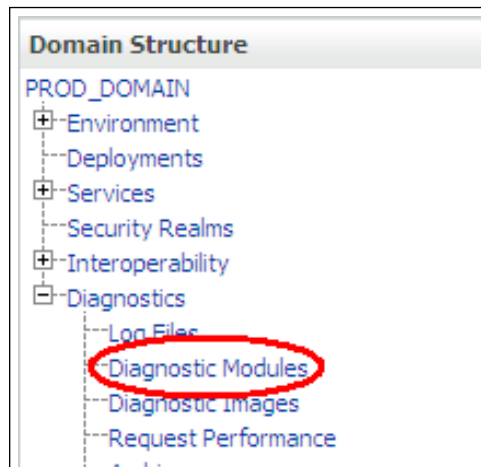 Domain Structure
PROD_DOMAIN
Environment
Deployments
Services
Security Realms
Interoperability
Diagnostics
Log Files
Diagnostic Modules
Diagnostic Images
Request Performance